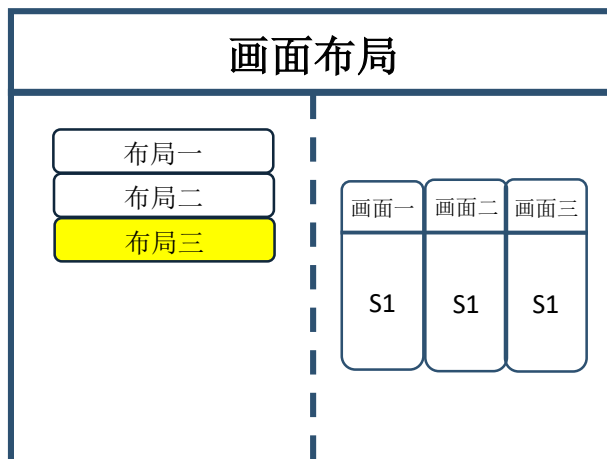 画面布局
布局一
布局二
布局三
画面一 画面二 画面三
S1 S1 S1